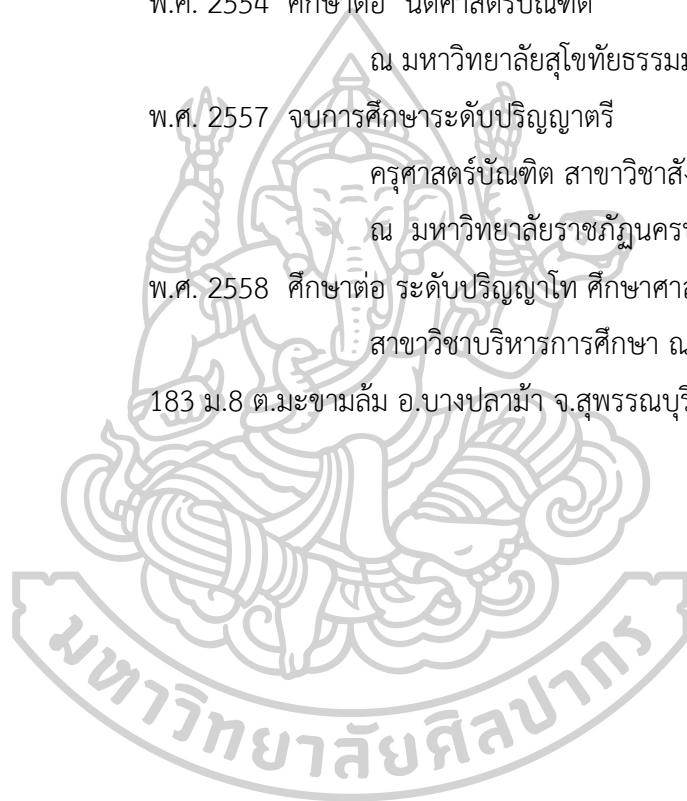 พ.ศ. 2554 ศึกษาต่อ นิติศาสตร์บัณฑิต
ณ มหาวิทยาลัยสุโขทัยธรรมม
พ.ศ. 2557 จบการศึกษาระดับปริญญาตรี
ครุศาสตร์บัณฑิต สาขาวิชาสัง
ณ มหาวิทยาลัยราชภัฏนคร
พ.ศ. 2558 ศึกษาต่อ ระดับปริญญาโท ศึกษาศา
สาขาวิชาบริหารการศึกษา ณ
183 ม.8 ต.มะขามล้ม อ.บางปลาม้า จ.สุพรรณบุรี
มหาวิทยาลัยศิลปากร